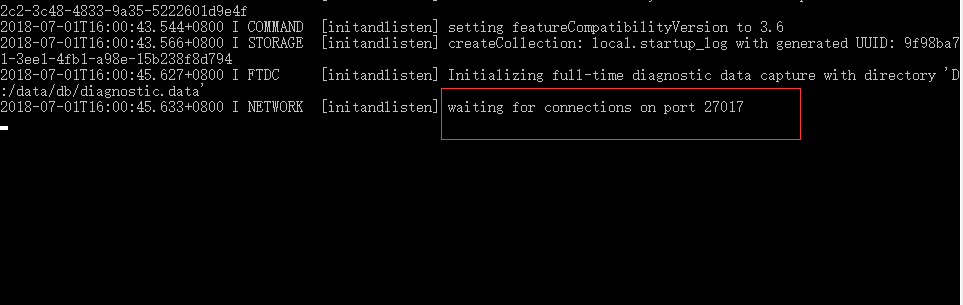 2c2-3c48-4833-9a35-5222601d9e4f
2018-07-01T16:00:43.544+0800 I COMMAND  [initandlisten] setting featureCompatibilityVersion to 3.6
2018-07-01T16:00:43.566+0800 I STORAGE  [initandlisten] createCollection: local.startup_log with generated UUID: 9f98ba7
1-3ee1-4fb1-a98e-15b238f8d794
2018-07-01T16:00:45.627+0800 I FTDC     [initandlisten] Initializing full-time diagnostic data capture with directory 'D
:/data/db/diagnostic.data'
2018-07-01T16:00:45.633+0800 I NETWORK  [initandlisten] waiting for connections on port 27017